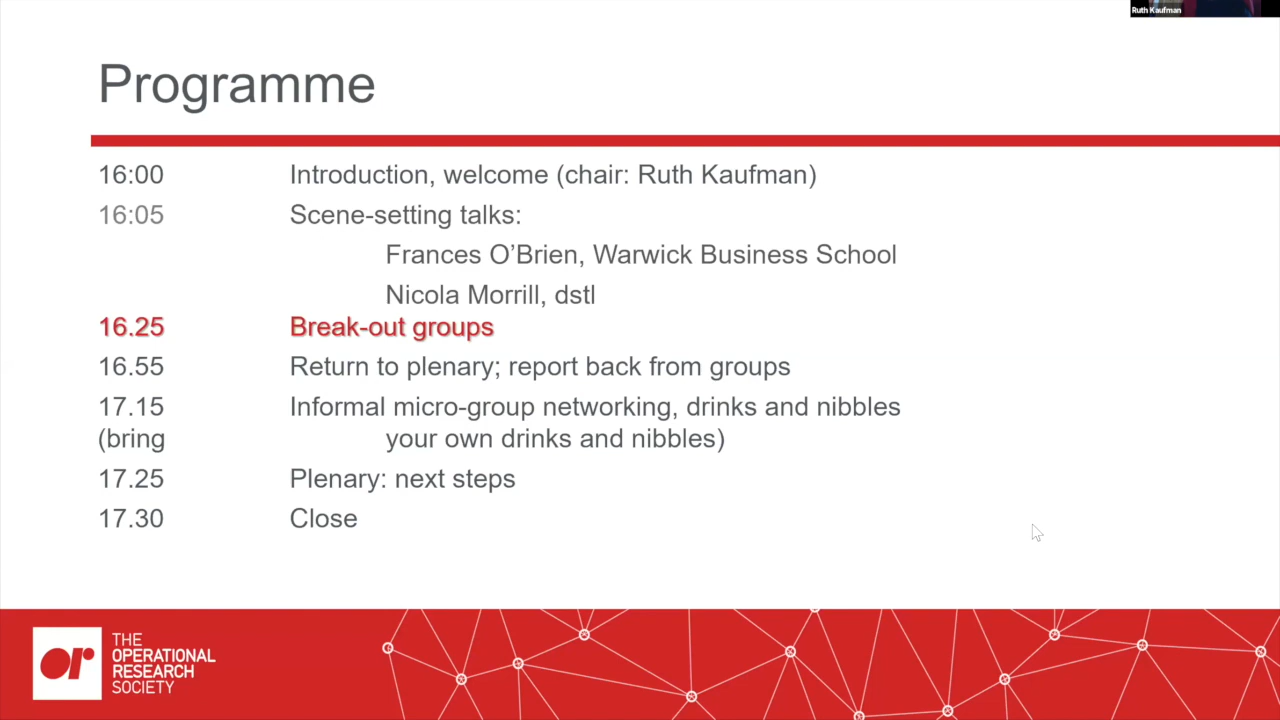 Ruth Kaufman
Programme
16:00 Introduction, welcome (chair: Ruth Kaufman)
16:05 Scene-setting talks:
Frances O’Brien, Warwick Business School
Nicola Morrill, dstl
16.25 Break-out groups
16.55 Return to plenary; report back from groups
17.15 Informal micro-group networking, drinks and nibbles
(bring your own drinks and nibbles)
17.25 Plenary: next steps
17.30 Close
or
THE
OPERATIONAL
RESEARCH
SOCIETY